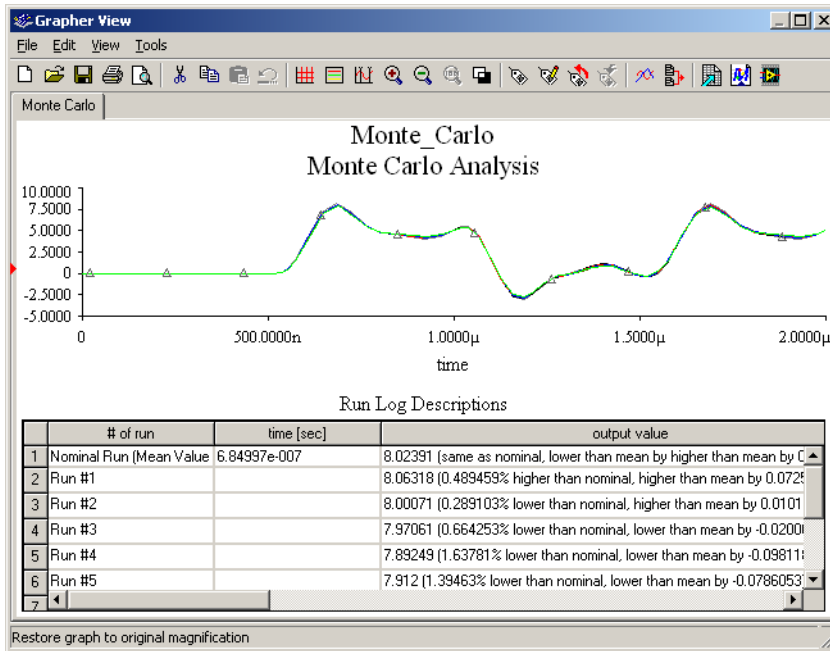 Grapher View
File Edit View Tools
Monte Carlo
Monte_Carlo
Monte Carlo Analysis
10.0000
7.5000
5.0000
2.5000
0
-2.5000
-5.0000
0 500.0000n 1.0000μ 1.5000μ 2.0000μ
time
Run Log Descriptions
# of run time [sec] output value
1 Nominal Run (Mean Value 6.84997e-007 8.02391 (same as nominal, lower than mean by higher than mean by 0
2 Run #1 8.06318 (0.489459% higher than nominal, higher than mean by 0.0725
3 Run #2 8.00071 (0.289103% lower than nominal, higher than mean by 0.0101
4 Run #3 7.97061 (0.664253% lower than nominal, lower than mean by -0.0200
5 Run #4 7.89249 (1.63781% lower than nominal, lower than mean by -0.09811
6 Run #5 7.912 (1.39463% lower than nominal, lower than mean by -0.0786053
7
Restore graph to original magnification